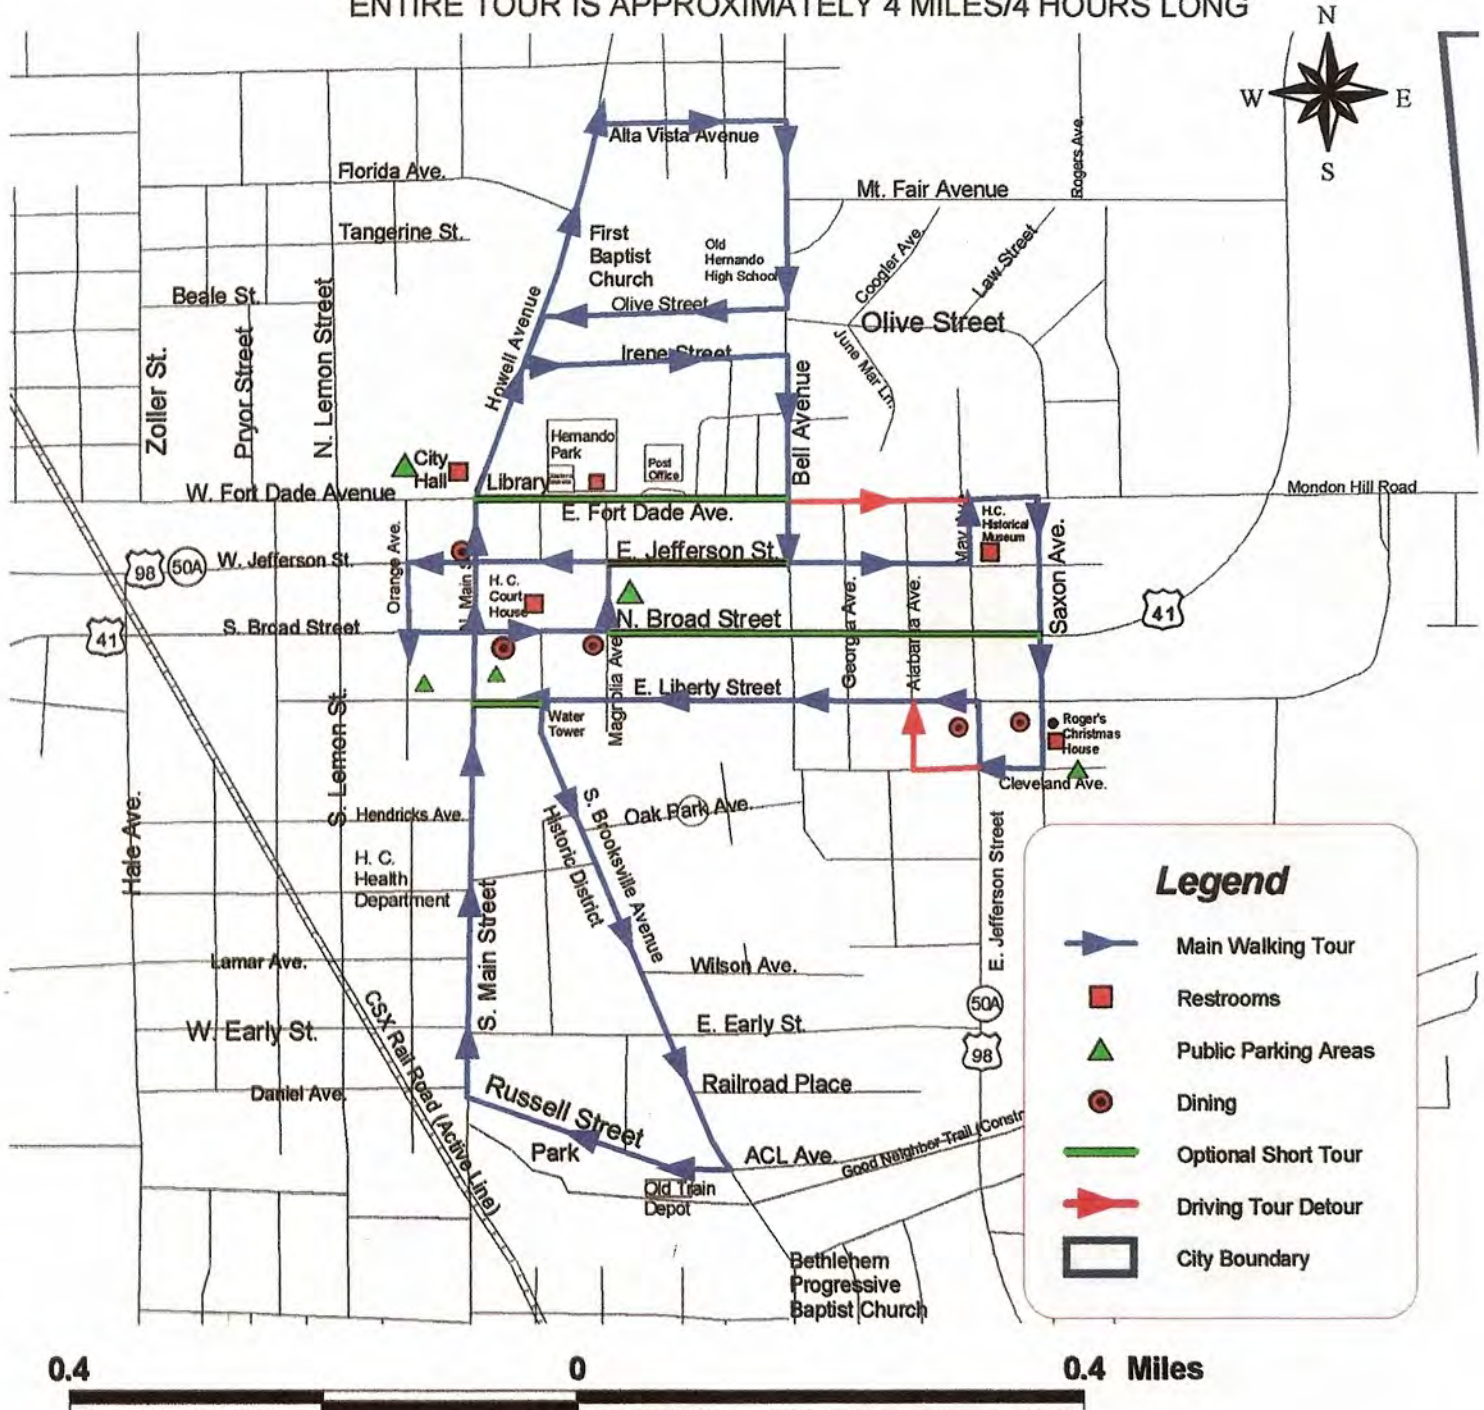 ENTIRE TOUR IS APPROXIMATELY 4 MILES/4 HOURS LONG
N
W
E
S
Alta Vista Avenue
Rogers Ave.
Florida Ave.
Mt. Fair Avenue
Tangerine St.
First
Baptist
Church
Old
Hernando
High School
Coogler Ave.
Law Street
Beale St.
Olive Street
Olive Street
Howell Avenue
Irene Street
June Mar Ln.
Zoller St.
Pryor Street
N. Lemon Street
Bell Avenue
Hernando
Park
City
Hall
Post
Office
Library
W. Fort Dade Avenue
E. Fort Dade Ave.
Mondon Hill Road
H.C.
Historical
Museum
May Ave.
Saxon Ave.
Orange Ave.
98
50A
W. Jefferson St.
E. Jefferson St.
N. Main S
H. C.
Court
House
Georgia Ave.
Alabama Ave.
41
41
S. Broad Street
N. Broad Street
Magnolia Ave.
E. Liberty Street
Water
Tower
Roger's
Christmas
House
S. Lemon St.
Cleveland Ave.
Hale Ave.
Hendricks Ave.
Oak Park Ave.
S. Brooksville Avenue
Historic District
H. C.
Health
Department
E. Jefferson Street
S. Main Street
Lamar Ave.
Wilson Ave.
50A
98
W. Early St.
E. Early St.
CSX Rail Road (Active Line)
Daniel Ave.
Railroad Place
Russell Street
Park
ACL Ave.
Good Neighbor Trail (Constr
Old Train
Depot
Bethlehem
Progressive
Baptist Church
Legend
Main Walking Tour
Restrooms
Public Parking Areas
Dining
Optional Short Tour
Driving Tour Detour
City Boundary
0.4
0
0.4 Miles